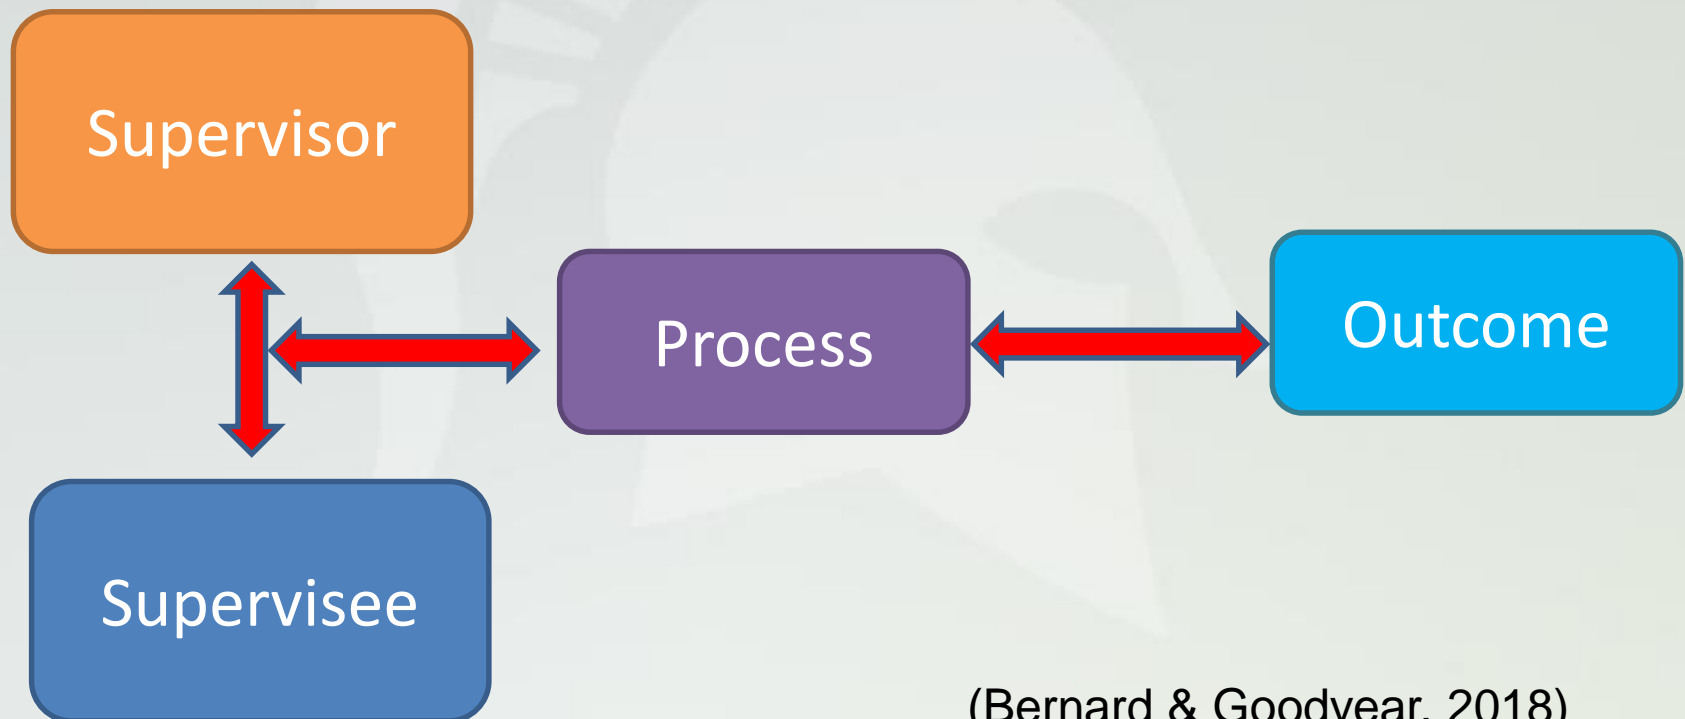 Supervisor
Process
Outcome
Supervisee
(Bernard & Goodyear, 2018)